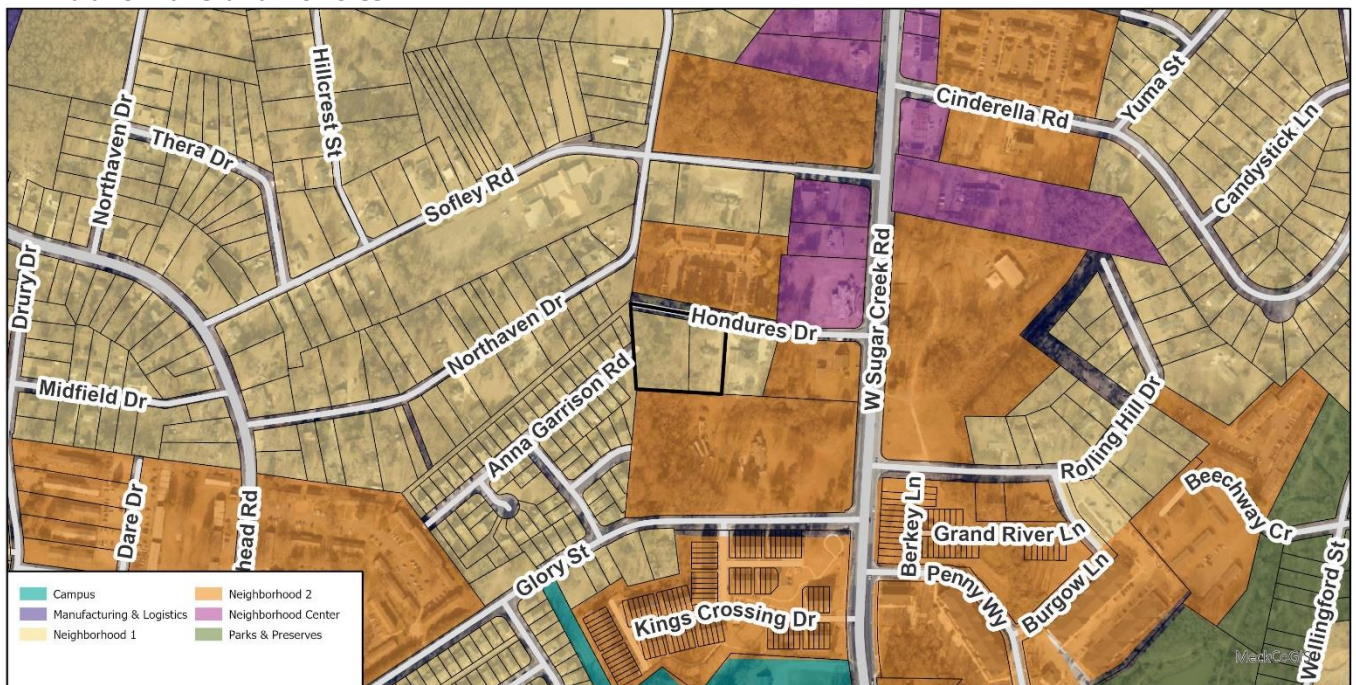 Hillcrest St
Northaven Dr
Thera Dr
Sofley Rd
Cinderella Rd
Yuma St
Candystick Ln
Drury Dr
Northaven Dr
Hondures Dr
W Sugar Creek Rd
Midfield Dr
Anna Garrison Rd
Rolling Hill Dr
Dare Dr
head Rd
Glory St
Berkey Ln
Grand River Ln
Beechway Cr
Penny Wy
Burgow Ln
Kings Crossing Dr
Wellingford St
Campus
Manufacturing & Logistics
Neighborhood 1
Neighborhood 2
Neighborhood Center
Parks & Preserves